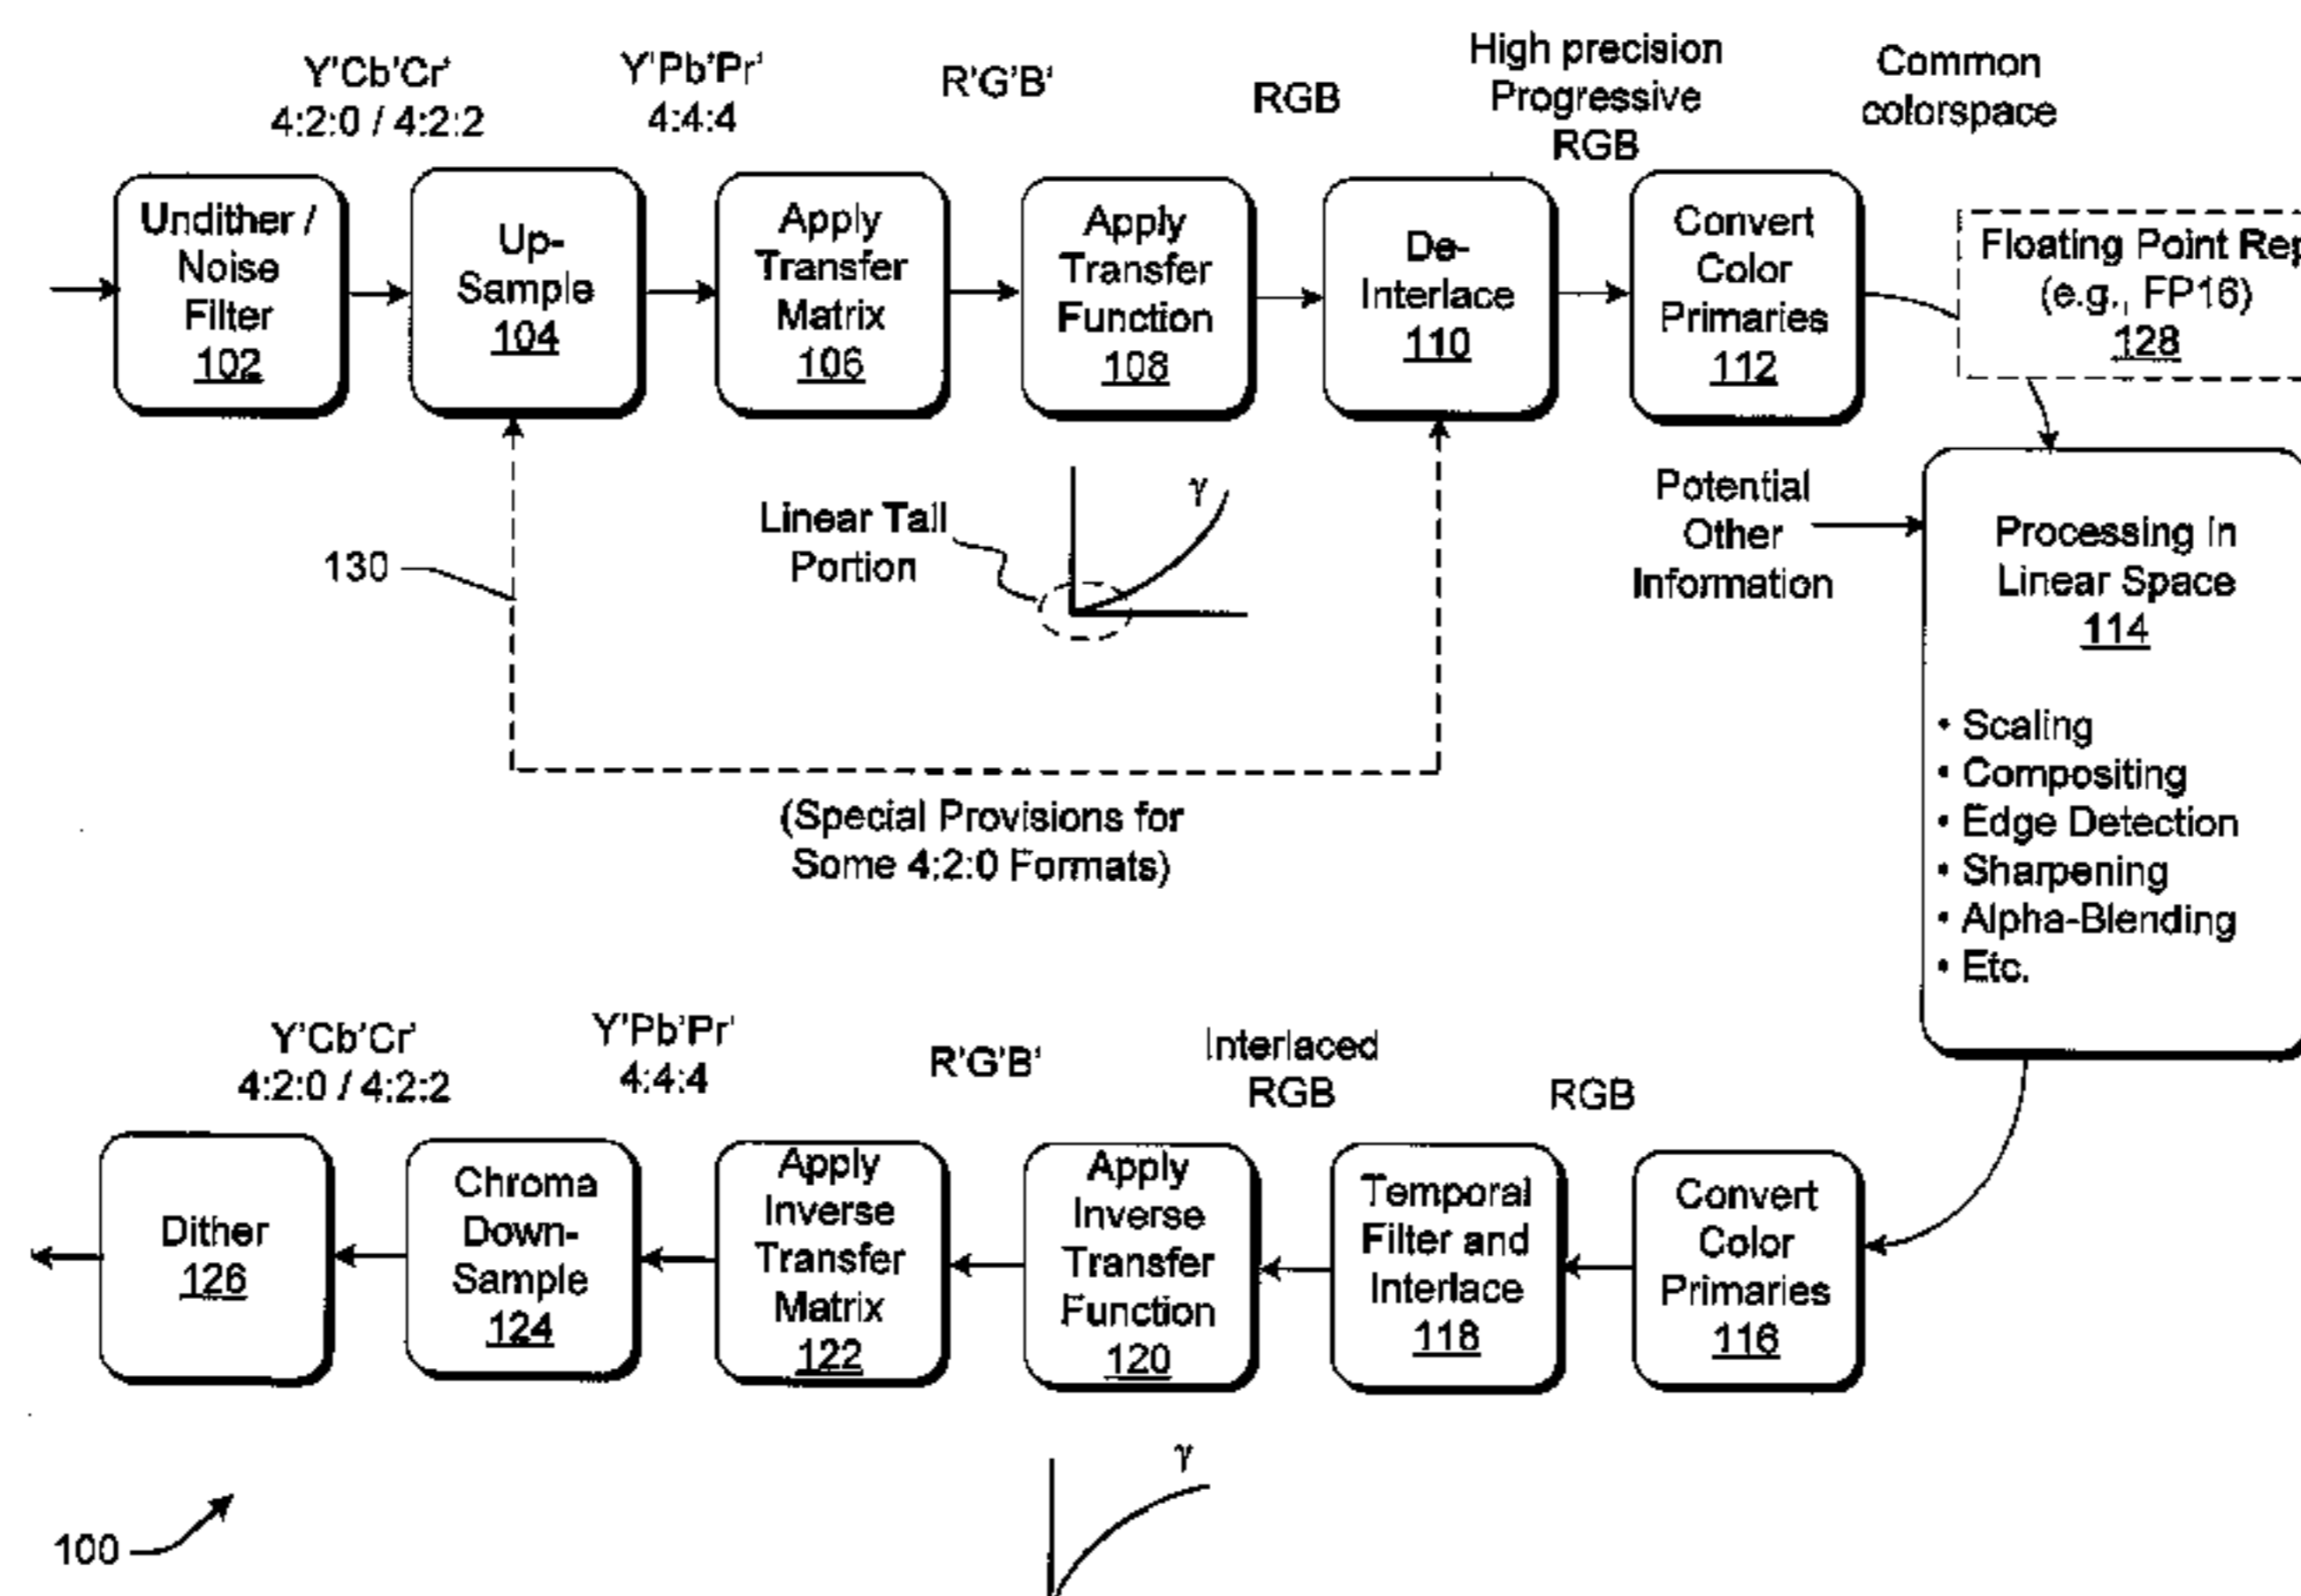 Y'Cb'Cr'
4:2:0 / 4:2:2
Y'Pb'Pr'
4:4:4
R'G'B'
RGB
High precision
Progressive
RGB
Common
colorspace
Undither /
Noise
Filter
102
Up-
Sample
104
Apply
Transfer
Matrix
106
Apply
Transfer
Function
108
De-
Interlace
110
Convert
Color
Primaries
112
Floating Point Rep
(e.g., FP16)
128
130
Linear Tail
Portion
γ
(Special Provisions for
Some 4:2:0 Formats)
Potential
Other
Information
Processing in
Linear Space
114
• Scaling
• Compositing
• Edge Detection
• Sharpening
• Alpha-Blending
• Etc.
Y'Cb'Cr'
4:2:0 / 4:2:2
Y'Pb'Pr'
4:4:4
R'G'B'
Interlaced
RGB
RGB
Dither
126
Chroma
Down-
Sample
124
Apply
Inverse
Transfer
Matrix
122
Apply
Inverse
Transfer
Function
120
Temporal
Filter and
Interlace
118
Convert
Color
Primaries
116
γ
100